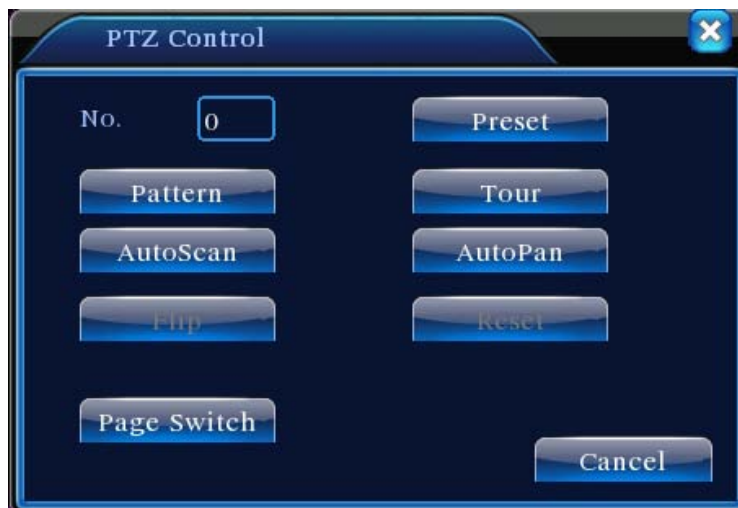 PTZ Control
No. 0 Preset
Pattern Tour
AutoScan AutoPan
Flip Reset
Page Switch
Cancel